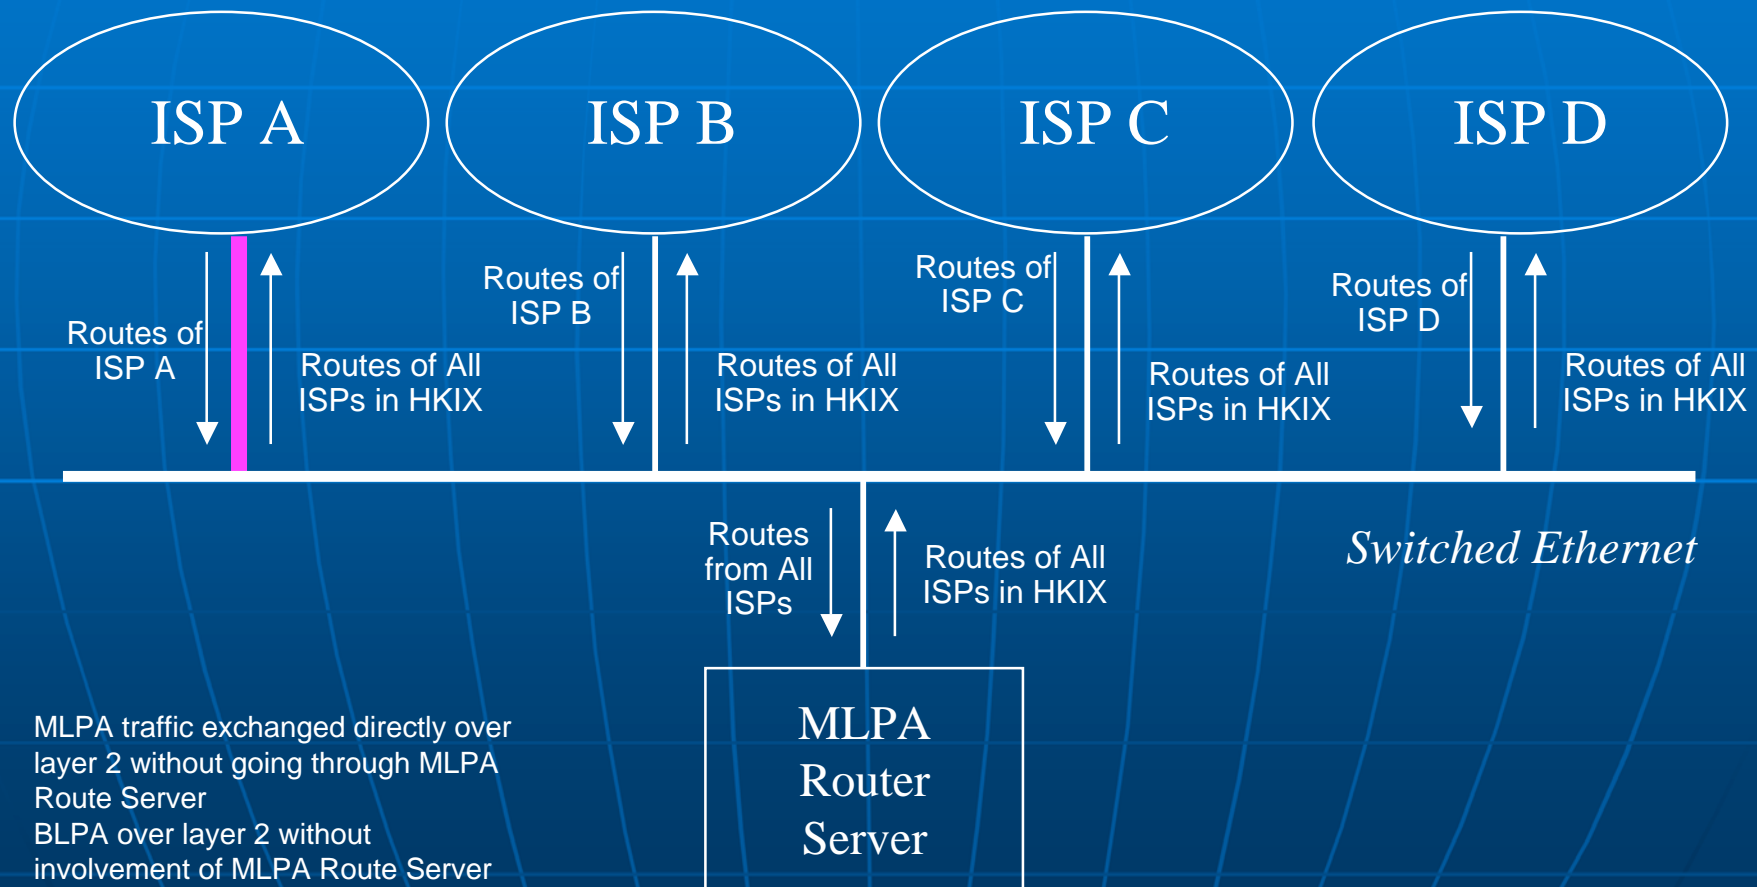 ISP A
ISP B
ISP C
ISP D
Routes of
ISP A
Routes of All
ISPs in HKIX
Routes of
ISP B
Routes of All
ISPs in HKIX
Routes of
ISP C
Routes of All
ISPs in HKIX
Routes of
ISP D
Routes of All
ISPs in HKIX
Routes
from All
ISPs
Routes of All
ISPs in HKIX
Switched Ethernet
MLPA
Router
Server
MLPA traffic exchanged directly over
layer 2 without going through MLPA
Route Server
BLPA over layer 2 without
involvement of MLPA Route Server